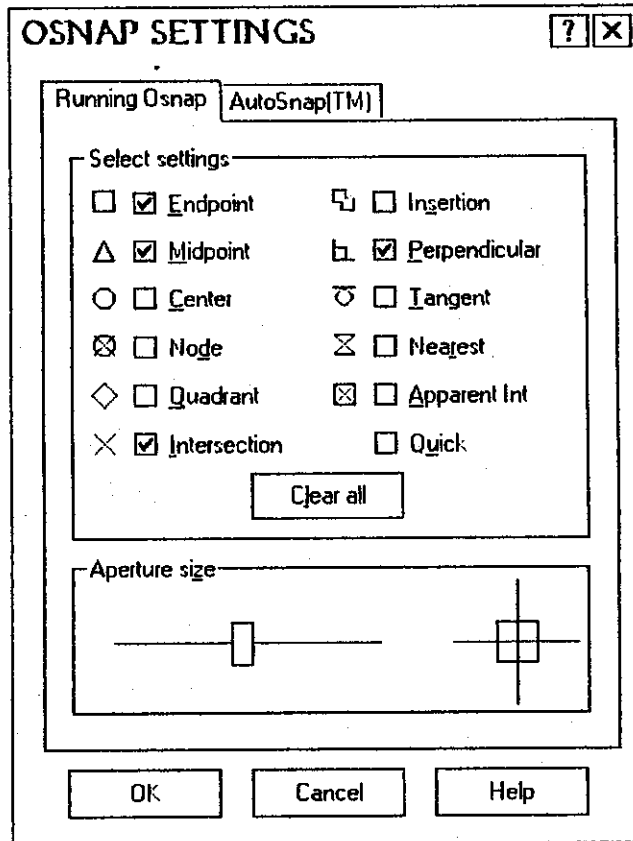 OSNAP SETTINGS ? X
Running Osnap AutoSnap(TM)
Select settings
Endpoint Insertion
Midpoint Perpendicular
Center Tangent
Node Nearest
Quadrant Apparent Int
Intersection Quick
Clear all
Aperture size
OK Cancel Help